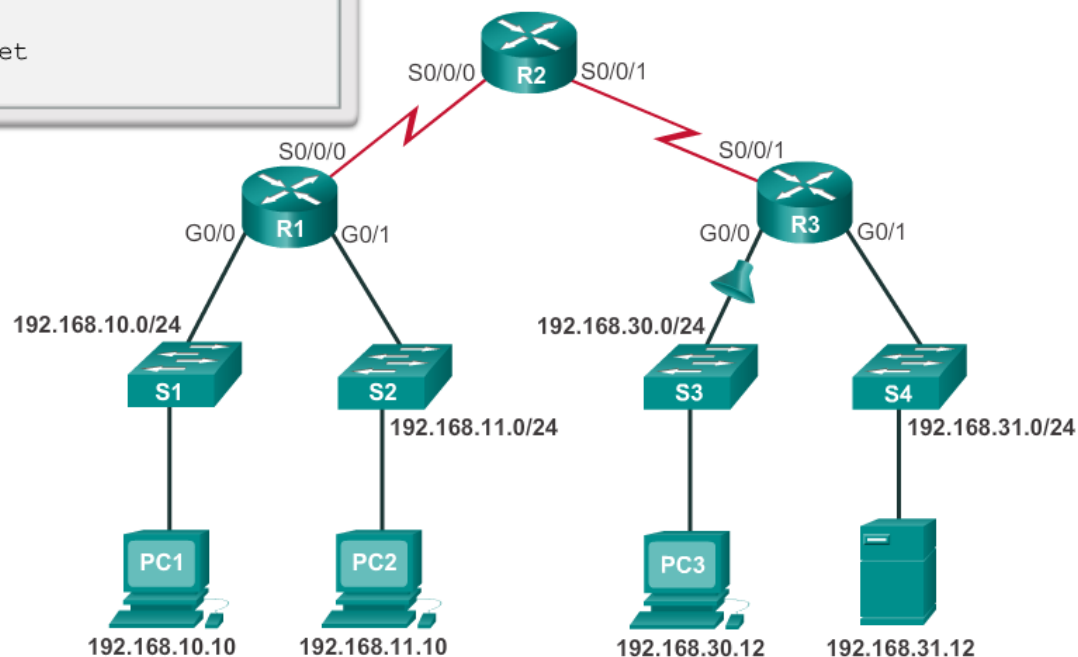 et
R2
S0/0/0
S0/0/1
S0/0/0
S0/0/1
R1
R3
G0/0
G0/1
G0/0
G0/1
192.168.10.0/24
192.168.30.0/24
S1
S2
S3
S4
192.168.11.0/24
192.168.31.0/24
PC1
PC2
PC3
192.168.10.10
192.168.11.10
192.168.30.12
192.168.31.12